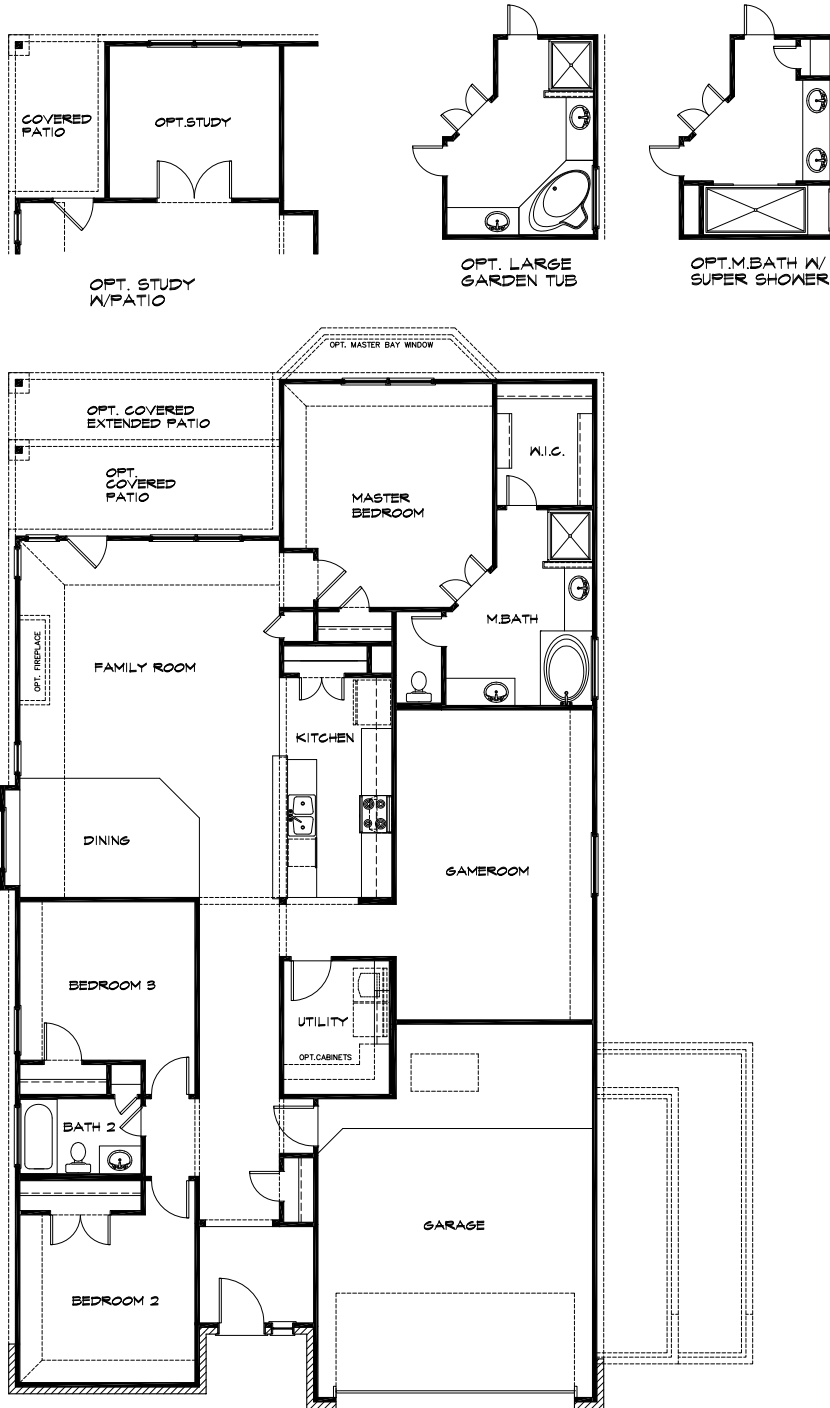 COVERED
PATIO
OPT.STUDY
OPT. STUDY
W/PATIO
OPT. LARGE
GARDEN TUB
OPT.M.BATH W/
SUPER SHOWER
OPT. MASTER BAY WINDOW
OPT. COVERED
EXTENDED PATIO
OPT.
COVERED
PATIO
MASTER
BEDROOM
W.I.C.
M.BATH
OPT. FIREPLACE
FAMILY ROOM
KITCHEN
DINING
GAMEROOM
BEDROOM 3
UTILITY
OPT.CABINETS
BATH 2
GARAGE
BEDROOM 2